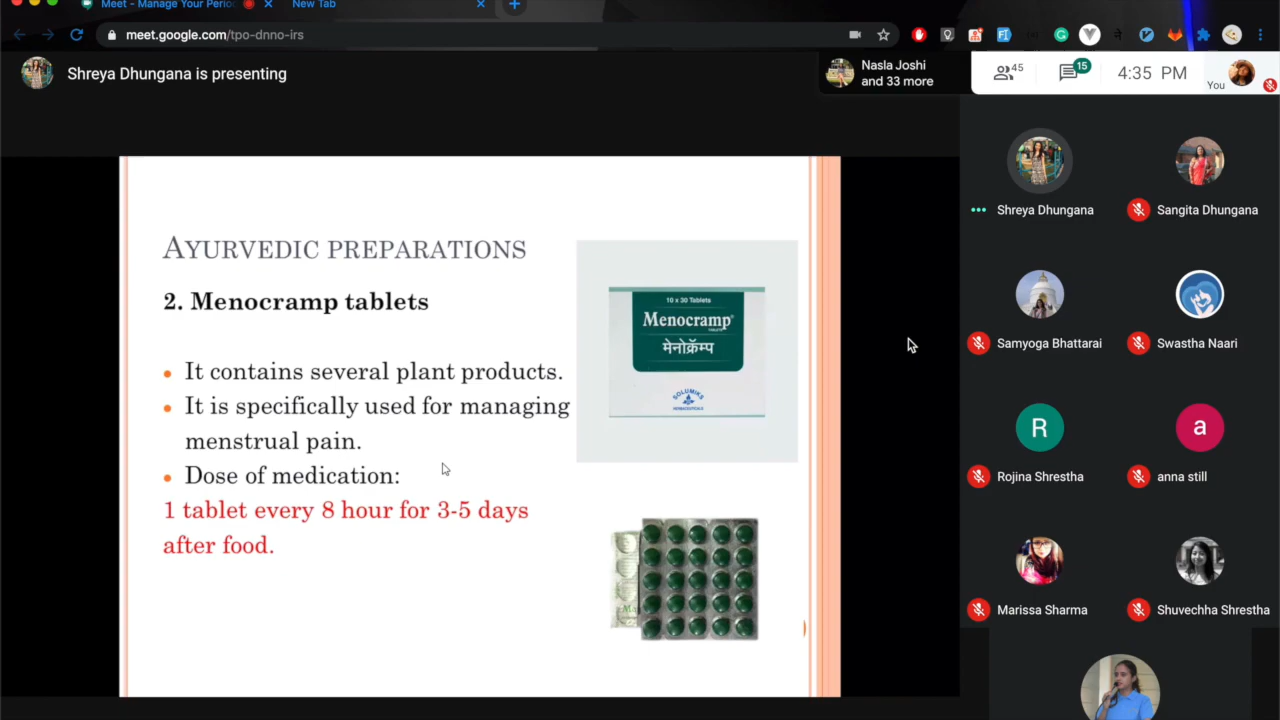 Meet - Manage Your Perio
New Tab
meet.google.com/tpo-dnno-irs
Shreya Dhungana is presenting
Nasla Joshi
and 33 more
45
15
4:35 PM
You
AYURVEDIC PREPARATIONS
2. Menocramp tablets
• It contains several plant products.
• It is specifically used for managing
menstrual pain.
• Dose of medication:
1 tablet every 8 hour for 3-5 days
after food.
10 x 30 Tablets
Menocramp®
TABLETS
मेनोक्रॅम्प
SOLUMIKS
HERBACEUTICALS
Shreya Dhungana
Sangita Dhungana
Samyoga Bhattarai
Swastha Naari
R
a
Rojina Shrestha
anna still
Marissa Sharma
Shuvechha Shrestha